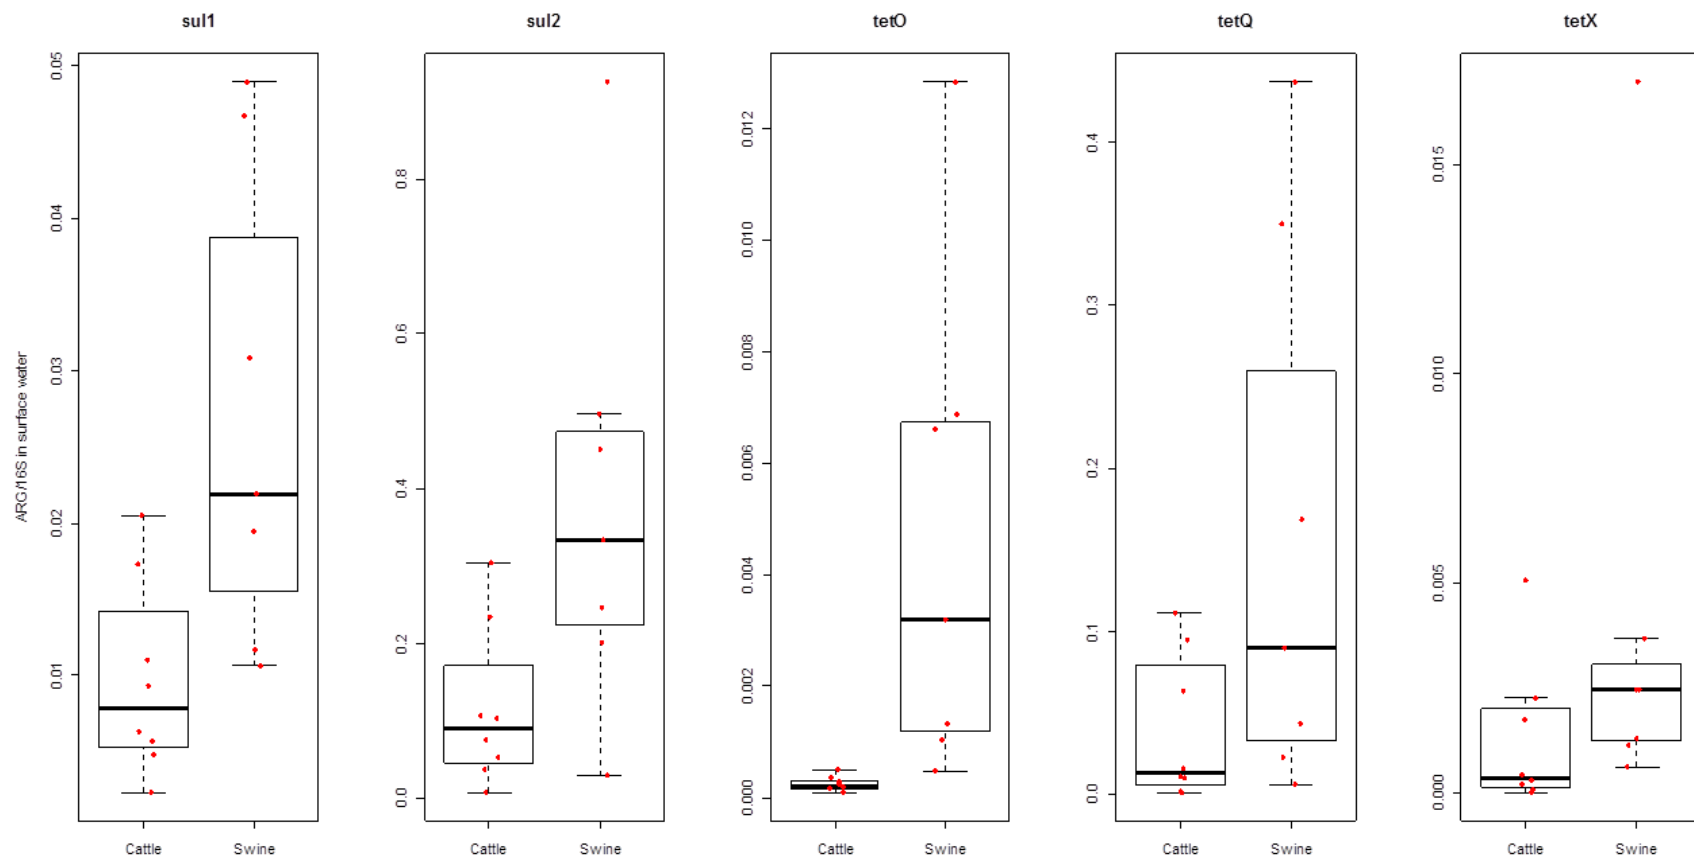 sul1
sul2
tetO
tetQ
tetX
ARG/16S in surface water
0.05
0.04
0.03
0.02
0.01
Cattle
Swine
0.8
0.6
0.4
0.2
0.0
Cattle
Swine
0.012
0.010
0.008
0.006
0.004
0.002
0.000
Cattle
Swine
0.4
0.3
0.2
0.1
0.0
Cattle
Swine
0.015
0.010
0.005
0.000
Cattle
Swine